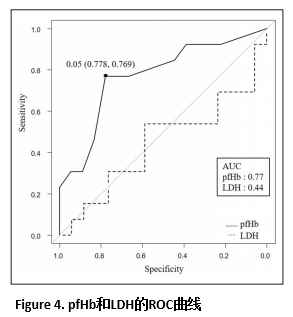 1.0
0.8
0.6
0.4
0.2
0.0
Sensitivity
0.05 (0.778, 0.769)
AUC
pfHb : 0.77
LDH : 0.44
pfHb
LDH
1.0 0.8 0.6 0.4 0.2 0.0
Specificity
Figure 4. pfHb和LDH的ROC曲线